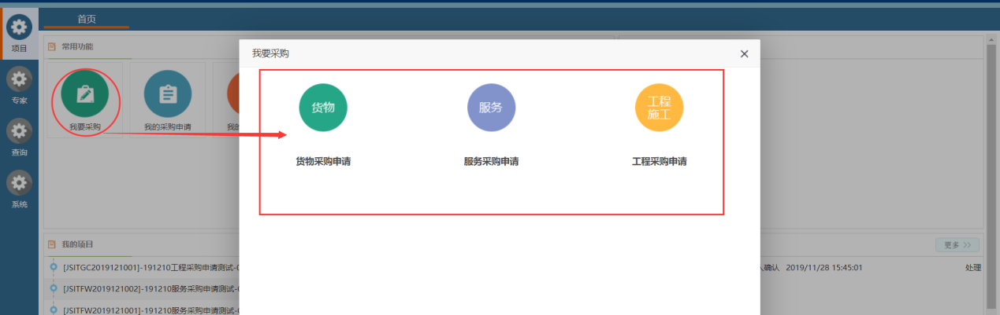 首页
项目
专家
查询
系统
常用功能
我要采购
我的采购申请
我的
我要采购
货物
服务
工程
施工
货物采购申请
服务采购申请
工程采购申请
我的项目
更多 >>
[JSITGC2019121001]-191210工程采购申请测试-
人确认 2019/11/28 15:45:01
处理
[JSITFW2019121002]-191210服务采购申请测试-
[JSITFW2019121001]-191210服务采购申请测试-